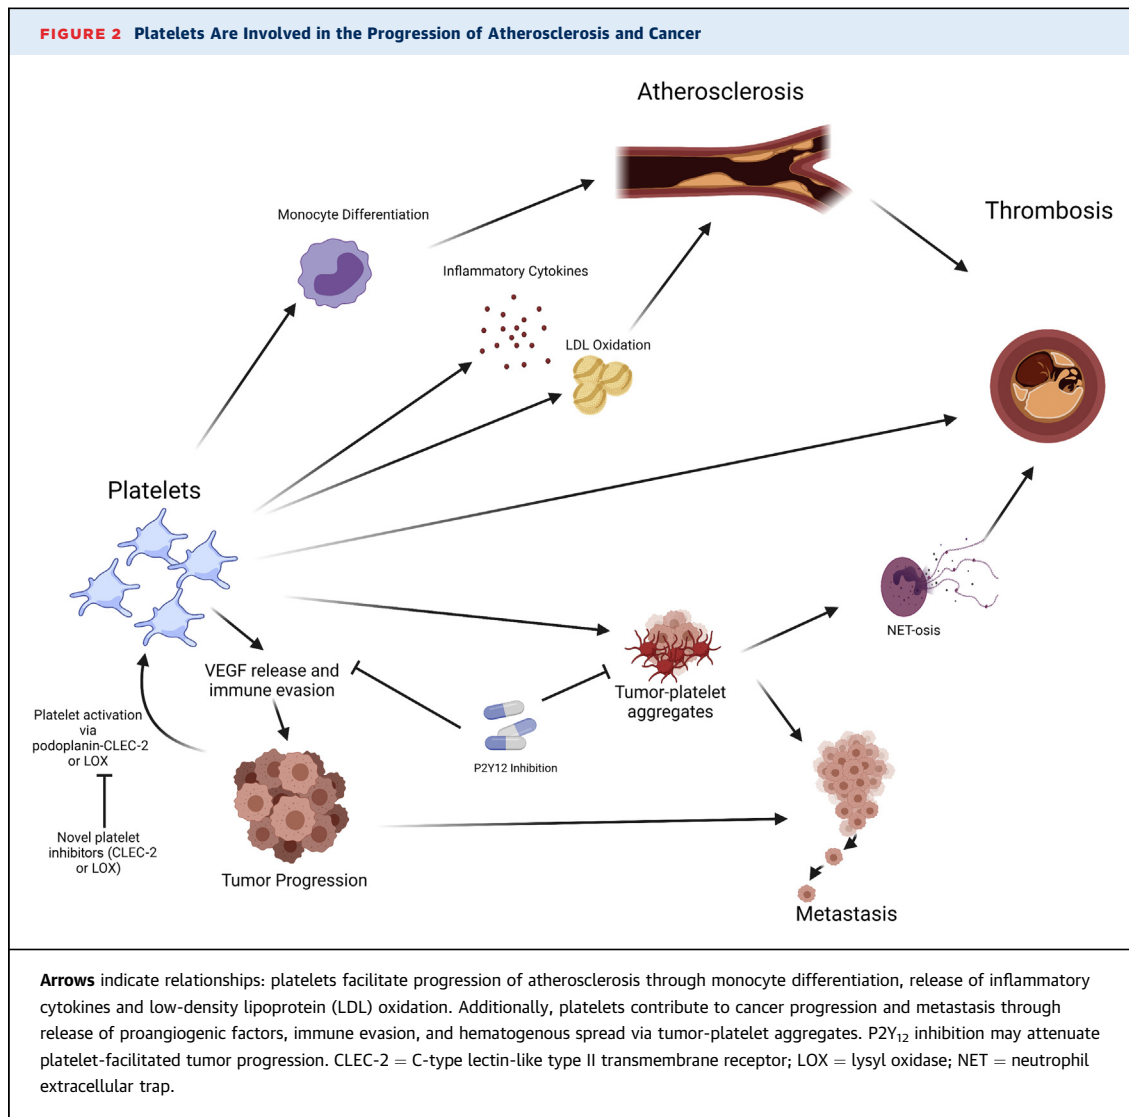 FIGURE 2 Platelets Are Involved in the Progression of Atherosclerosis and Cancer
Atherosclerosis
Thrombosis
Monocyte Differentiation
Inflammatory Cytokines
LDL Oxidation
Platelets
NET-osis
VEGF release and
immune evasion
Tumor-platelet
aggregates
Platelet activation
via
podoplanin-CLEC-2
or LOX
P2Y12 Inhibition
Novel platelet
inhibitors (CLEC-2
or LOX)
Tumor Progression
Metastasis
Arrows indicate relationships: platelets facilitate progression of atherosclerosis through monocyte differentiation, release of inflammatory
cytokines and low-density lipoprotein (LDL) oxidation. Additionally, platelets contribute to cancer progression and metastasis through
release of proangiogenic factors, immune evasion, and hematogenous spread via tumor-platelet aggregates. P2Y₁₂ inhibition may attenuate
platelet-facilitated tumor progression. CLEC-2 = C-type lectin-like type II transmembrane receptor; LOX = lysyl oxidase; NET = neutrophil
extracellular trap.